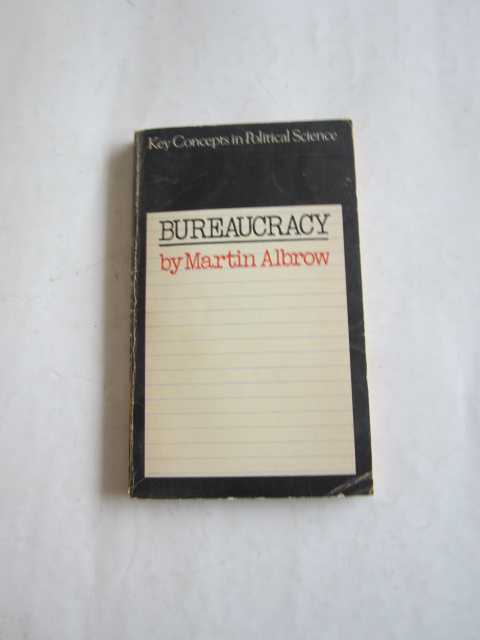 Key Concepts in Political Science
BUREAUCRACY
by Martin Albrow